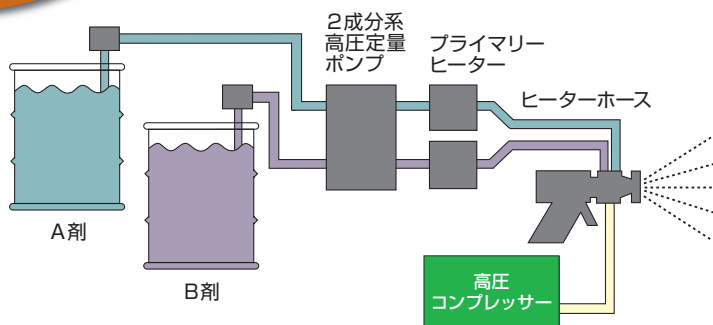 2成分系
高圧定量
ポンプ
プライマリー
ヒーター
ヒーターホース
A剤
B剤
高圧
コンプレッサー